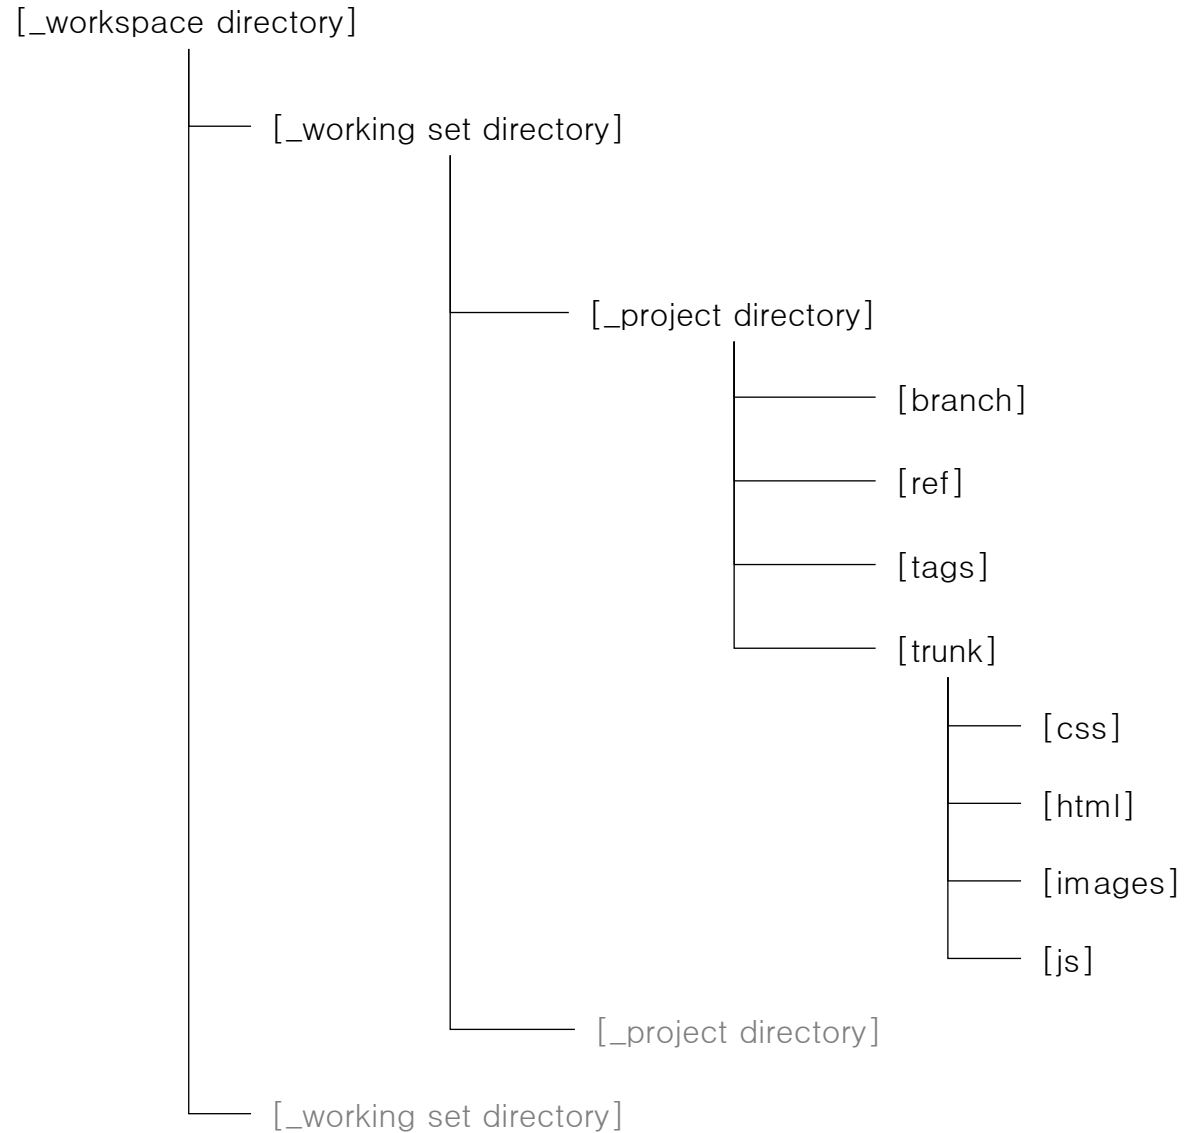 [_workspace directory]
[_working set directory]
[_project directory]
[branch]
[ref]
[tags]
[trunk]
[css]
[html]
[images]
[js]
[_project directory]
[_working set directory]